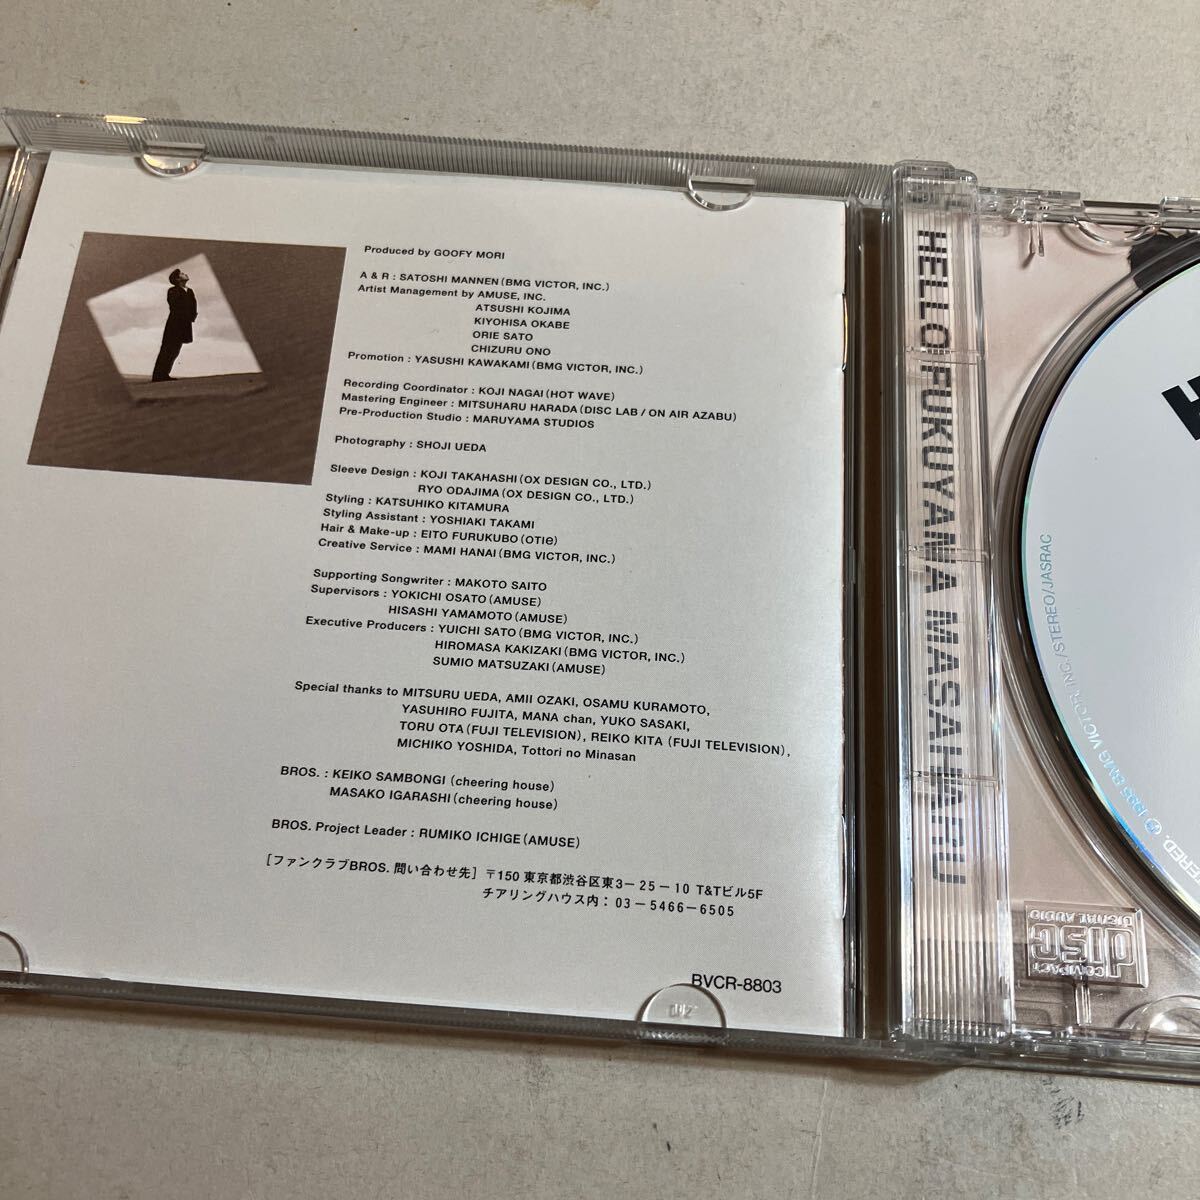 Produced by GOOFY MORI
A & R : SATOSHI MANNEN (BMG VICTOR, INC.)
Artist Management by AMUSE, INC.
ATSUSHI KOJIMA
KIYOHISA OKABE
ORIE SATO
CHIZURU ONO
Promotion : YASUSHI KAWAKAMI (BMG VICTOR, INC.)
Recording Coordinator : KOJI NAGAI (HOT WAVE)
Mastering Engineer : MITSUHARU HARADA (DISC LAB / ON AIR AZABU)
Pre-Production Studio : MARUYAMA STUDIOS
Photography : SHOJI UEDA
Sleeve Design : KOJI TAKAHASHI (OX DESIGN CO., LTD.)
RYO ODAJIMA (OX DESIGN CO., LTD.)
Styling : KATSUHIKO KITAMURA
Styling Assistant : YOSHIAKI TAKAMI
Hair & Make-up : EITO FURUKUBO (OTIe)
Creative Service : MAMI HANAI (BMG VICTOR, INC.)
Supporting Songwriter : MAKOTO SAITO
Supervisors : YOKICHI OSATO (AMUSE)
HISASHI YAMAMOTO (AMUSE)
Executive Producers : YUICHI SATO (BMG VICTOR, INC.)
HIROMASA KAKIZAKI (BMG VICTOR, INC.)
SUMIO MATSUZAKI (AMUSE)
Special thanks to MITSURU UEDA, AMII OZAKI, OSAMU KURAMOTO,
YASUHIRO FUJITA, MANA chan, YUKO SASAKI,
TORU OTA (FUJI TELEVISION), REIKO KITA (FUJI TELEVISION),
MICHIKO YOSHIDA, Tottori no Minasan
BROS. : KEIKO SAMBONGI (cheering house)
MASAKO IGARASHI (cheering house)
BROS. Project Leader : RUMIKO ICHIGE (AMUSE)
[ファンクラブBROS. 問い合わせ先] 〒150 東京都渋谷区東3-25-10 T&Tビル5F
チアリングハウス内 : 03-5466-6505
BVCR-8803
HELLO FUKUYAMA MASAHARU
℗ 1995 BMG VICTOR, INC./STEREO/JASRAC
COMPACT
disc
DIGITAL AUDIO